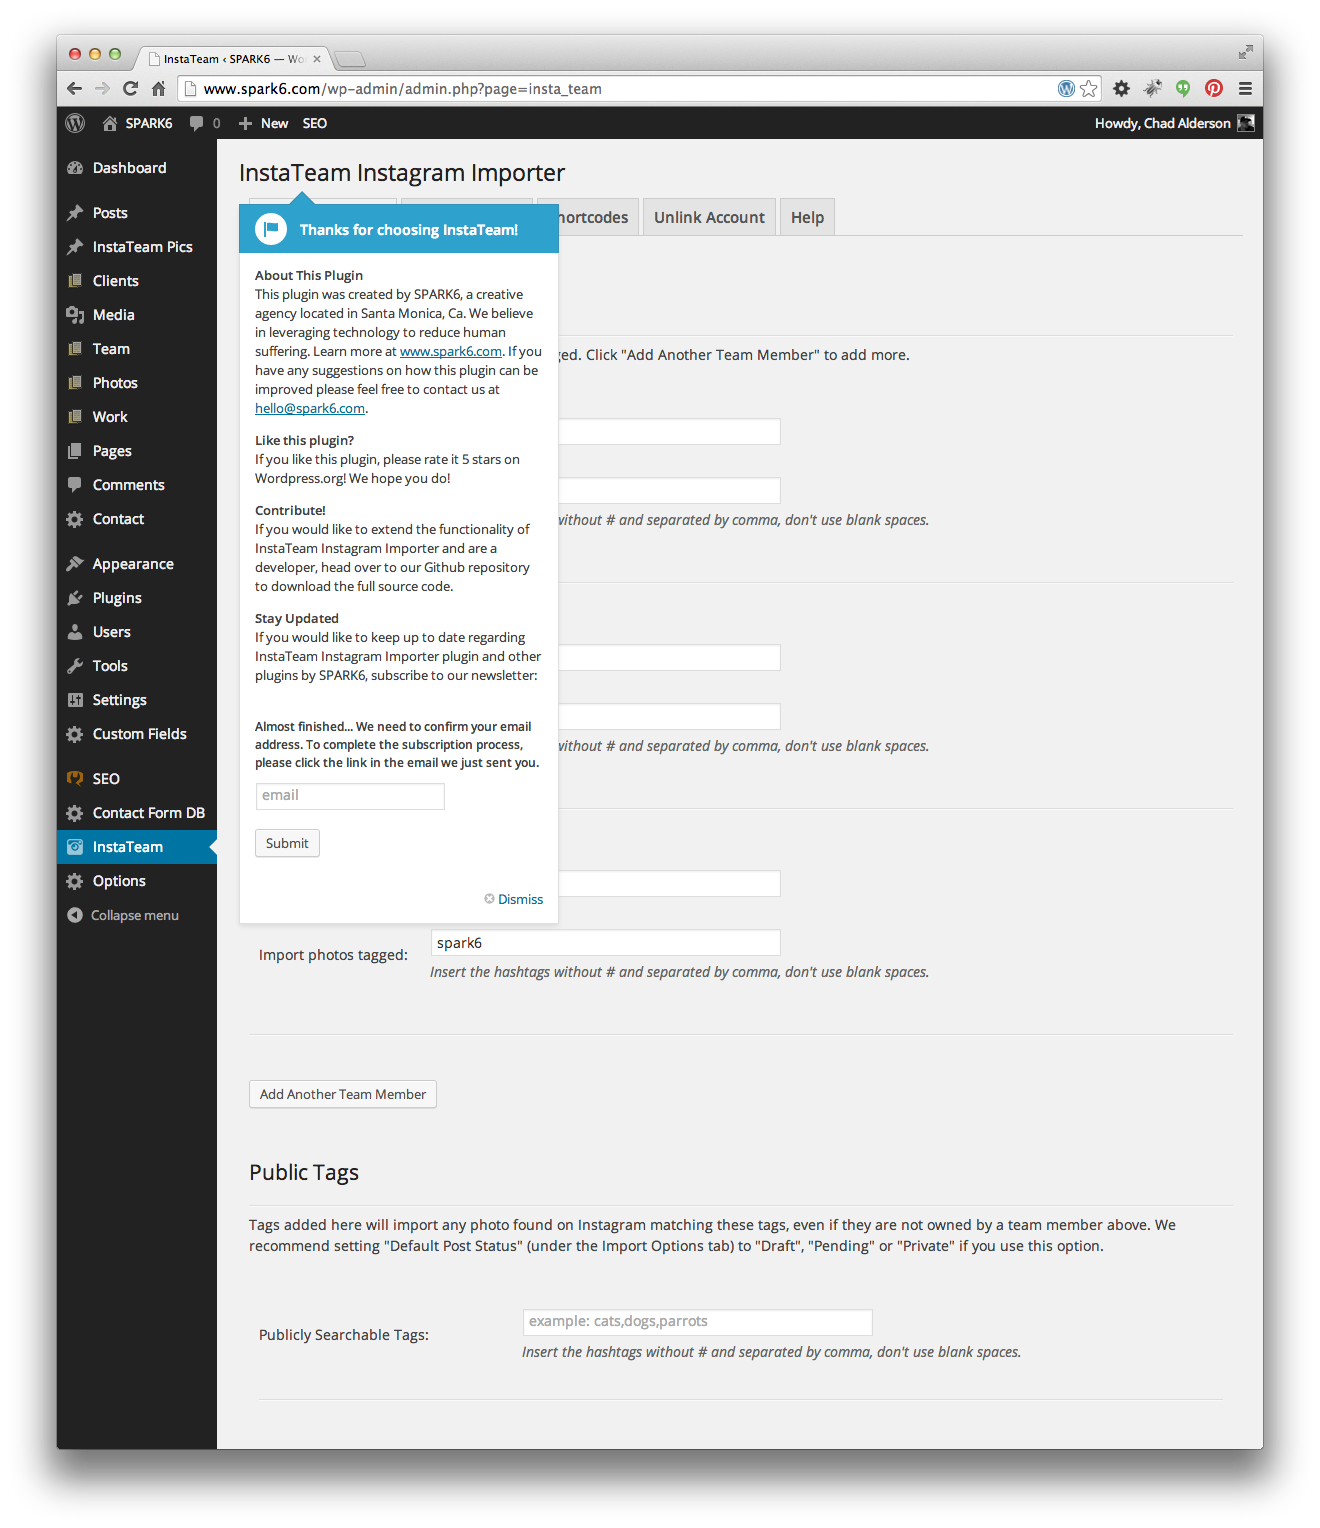 InstaTeam ‹ SPARK6 — Wo
www.spark6.com/wp-admin/admin.php?page=insta_team
SPARK6 0 New SEO Howdy, Chad Alderson
Dashboard
Posts
InstaTeam Pics
Clients
Media
Team
Photos
Work
Pages
Comments
Contact
Appearance
Plugins
Users
Tools
Settings
Custom Fields
SEO
Contact Form DB
InstaTeam
Options
Collapse menu
InstaTeam Instagram Importer
Unlink Account Help
Thanks for choosing InstaTeam!
About This Plugin
This plugin was created by SPARK6, a creative
agency located in Santa Monica, Ca. We believe
in leveraging technology to reduce human
suffering. Learn more at www.spark6.com. If you
have any suggestions on how this plugin can be
improved please feel free to contact us at
hello@spark6.com.
Like this plugin?
If you like this plugin, please rate it 5 stars on
Wordpress.org! We hope you do!
Contribute!
If you would like to extend the functionality of
InstaTeam Instagram Importer and are a
developer, head over to our Github repository
to download the full source code.
Stay Updated
If you would like to keep up to date regarding
InstaTeam Instagram Importer plugin and other
plugins by SPARK6, subscribe to our newsletter:
Almost finished... We need to confirm your email
address. To complete the subscription process,
please click the link in the email we just sent you.
email
Submit
Dismiss
Click "Add Another Team Member" to add more.
without # and separated by comma, don't use blank spaces.
without # and separated by comma, don't use blank spaces.
Import photos tagged: spark6
Insert the hashtags without # and separated by comma, don't use blank spaces.
Add Another Team Member
Public Tags
Tags added here will import any photo found on Instagram matching these tags, even if they are not owned by a team member above. We
recommend setting "Default Post Status" (under the Import Options tab) to "Draft", "Pending" or "Private" if you use this option.
Publicly Searchable Tags: example: cats,dogs,parrots
Insert the hashtags without # and separated by comma, don't use blank spaces.